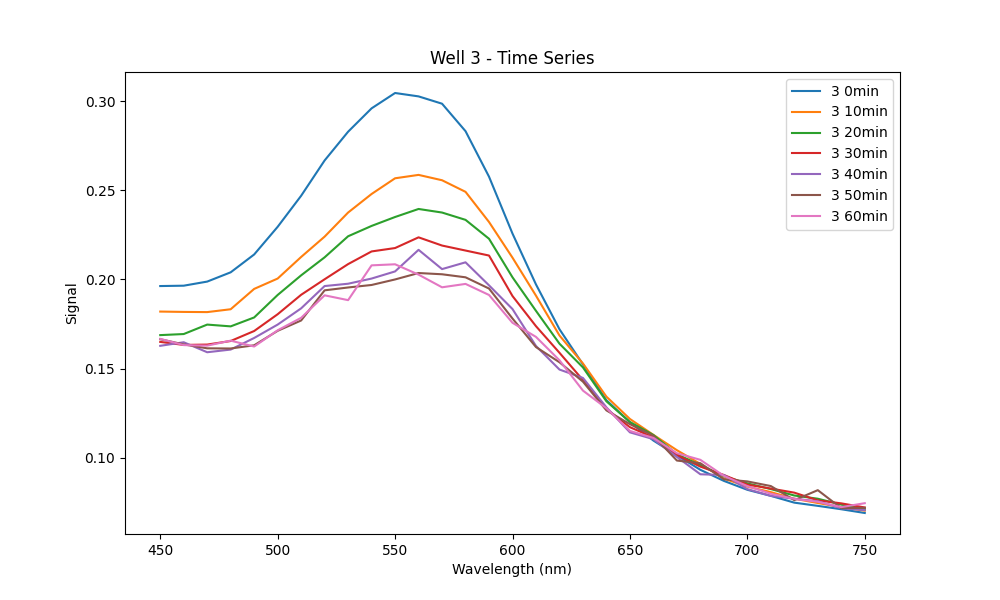 Well 3 - Time Series
3 0min
3 10min
3 20min
3 30min
3 40min
3 50min
3 60min
Signal
0.30
0.25
0.20
0.15
0.10
450 500 550 600 650 700 750
Wavelength (nm)